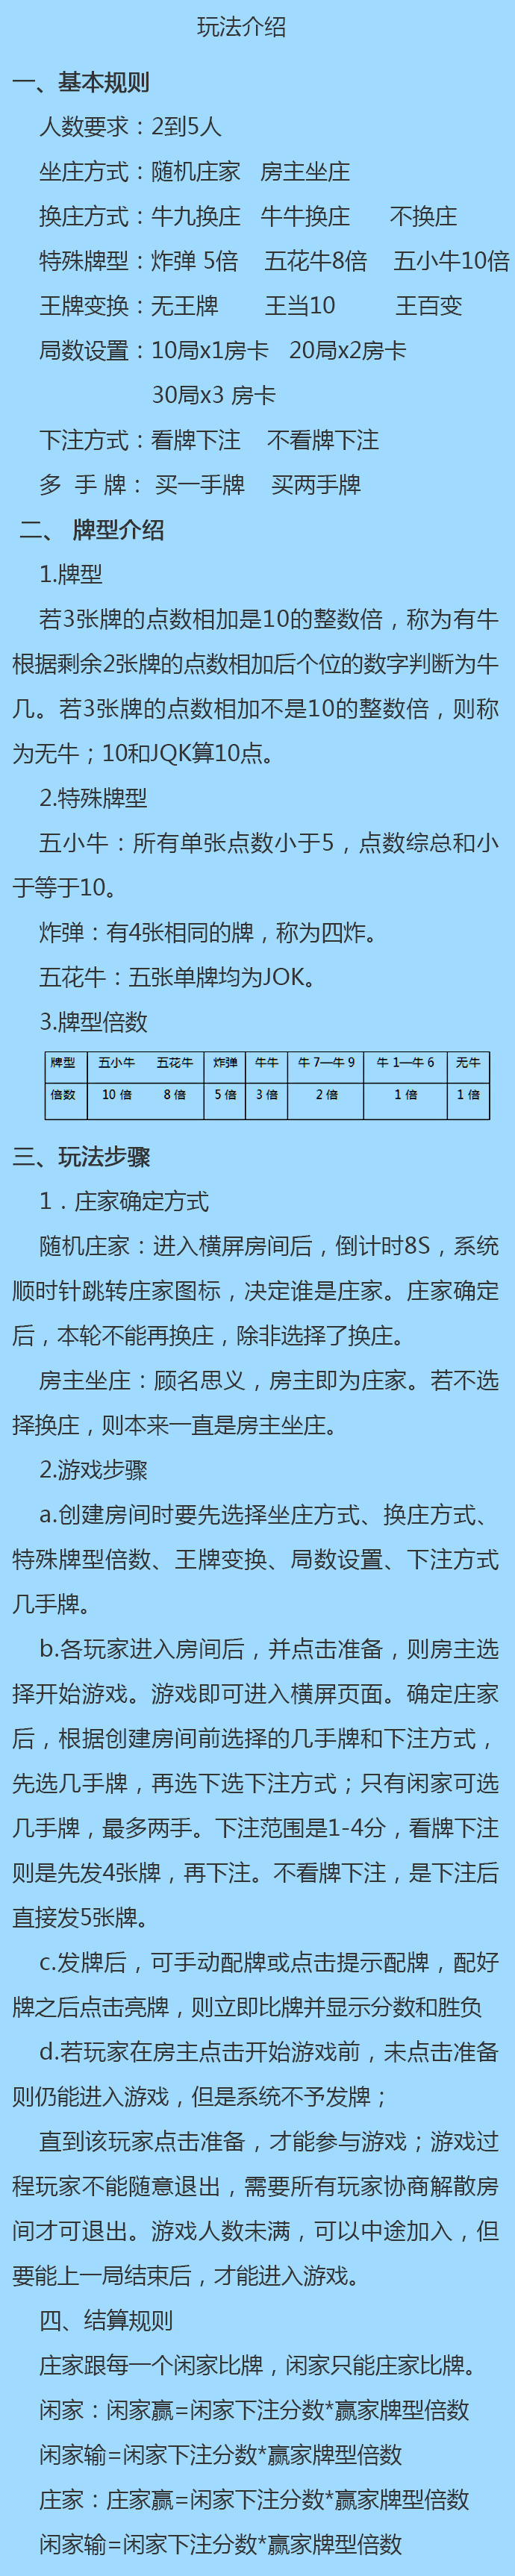 玩法介绍
一、基本规则
人数要求：2到5人
坐庄方式：随机庄家 房主坐庄
换庄方式：牛九换庄 牛牛换庄 不换庄
特殊牌型：炸弹 5倍 五花牛8倍 五小牛10倍
王牌变换：无王牌 王当10 王百变
局数设置：10局x1房卡 20局x2房卡
30局x3 房卡
下注方式：看牌下注 不看牌下注
多 手 牌： 买一手牌 买两手牌
二、 牌型介绍
1.牌型
若3张牌的点数相加是10的整数倍，称为有牛
根据剩余2张牌的点数相加后个位的数字判断为牛
几。若3张牌的点数相加不是10的整数倍，则称
为无牛；10和JQK算10点。
2.特殊牌型
五小牛：所有单张点数小于5，点数综总和小
于等于10。
炸弹：有4张相同的牌，称为四炸。
五花牛：五张单牌均为JOK。
3.牌型倍数
牌型 五小牛 五花牛 炸弹 牛牛 牛 7—牛 9 牛 1—牛 6 无牛
倍数 10 倍 8 倍 5 倍 3 倍 2 倍 1 倍 1 倍
三、玩法步骤
1．庄家确定方式
随机庄家：进入横屏房间后，倒计时8S，系统
顺时针跳转庄家图标，决定谁是庄家。庄家确定
后，本轮不能再换庄，除非选择了换庄。
房主坐庄：顾名思义，房主即为庄家。若不选
择换庄，则本来一直是房主坐庄。
2.游戏步骤
a.创建房间时要先选择坐庄方式、换庄方式、
特殊牌型倍数、王牌变换、局数设置、下注方式
几手牌。
b.各玩家进入房间后，并点击准备，则房主选
择开始游戏。游戏即可进入横屏页面。确定庄家
后，根据创建房间前选择的几手牌和下注方式，
先选几手牌，再选下选下注方式；只有闲家可选
几手牌，最多两手。下注范围是1-4分，看牌下注
则是先发4张牌，再下注。不看牌下注，是下注后
直接发5张牌。
c.发牌后，可手动配牌或点击提示配牌，配好
牌之后点击亮牌，则立即比牌并显示分数和胜负
d.若玩家在房主点击开始游戏前，未点击准备
则仍能进入游戏，但是系统不予发牌；
直到该玩家点击准备，才能参与游戏；游戏过
程玩家不能随意退出，需要所有玩家协商解散房
间才可退出。游戏人数未满，可以中途加入，但
要能上一局结束后，才能进入游戏。
四、结算规则
庄家跟每一个闲家比牌，闲家只能庄家比牌。
闲家：闲家赢=闲家下注分数*赢家牌型倍数
闲家输=闲家下注分数*赢家牌型倍数
庄家：庄家赢=闲家下注分数*赢家牌型倍数
闲家输=闲家下注分数*赢家牌型倍数